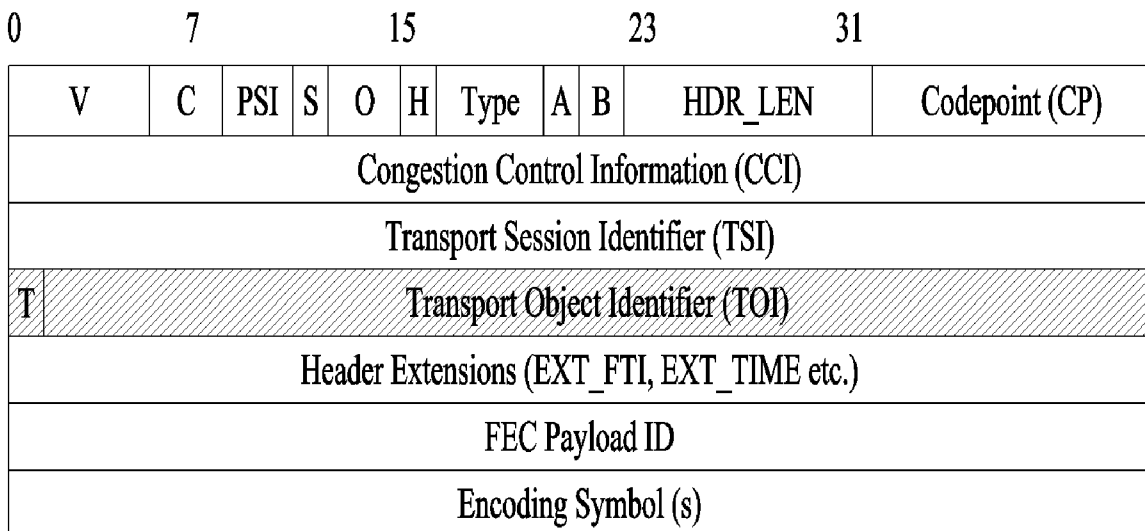 0 7 15 23 31
V C PSI S O H Type A B HDR_LEN Codepoint (CP)
Congestion Control Information (CCI)
Transport Session Identifier (TSI)
T Transport Object Identifier (TOI)
Header Extensions (EXT_FTI, EXT_TIME etc.)
FEC Payload ID
Encoding Symbol (s)